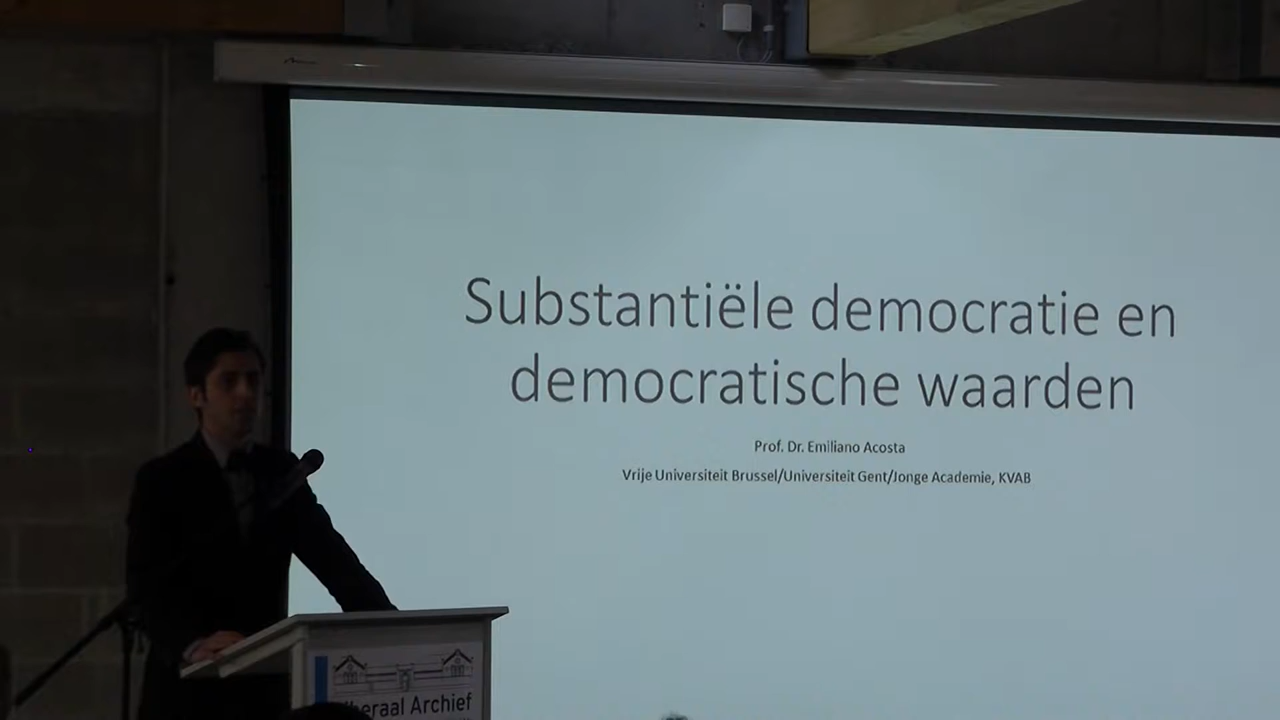 Substantiële democratie en
democratische waarden
Prof. Dr. Emiliano Acosta
Vrije Universiteit Brussel/Universiteit Gent/Jonge Academie, KVAB
Archief